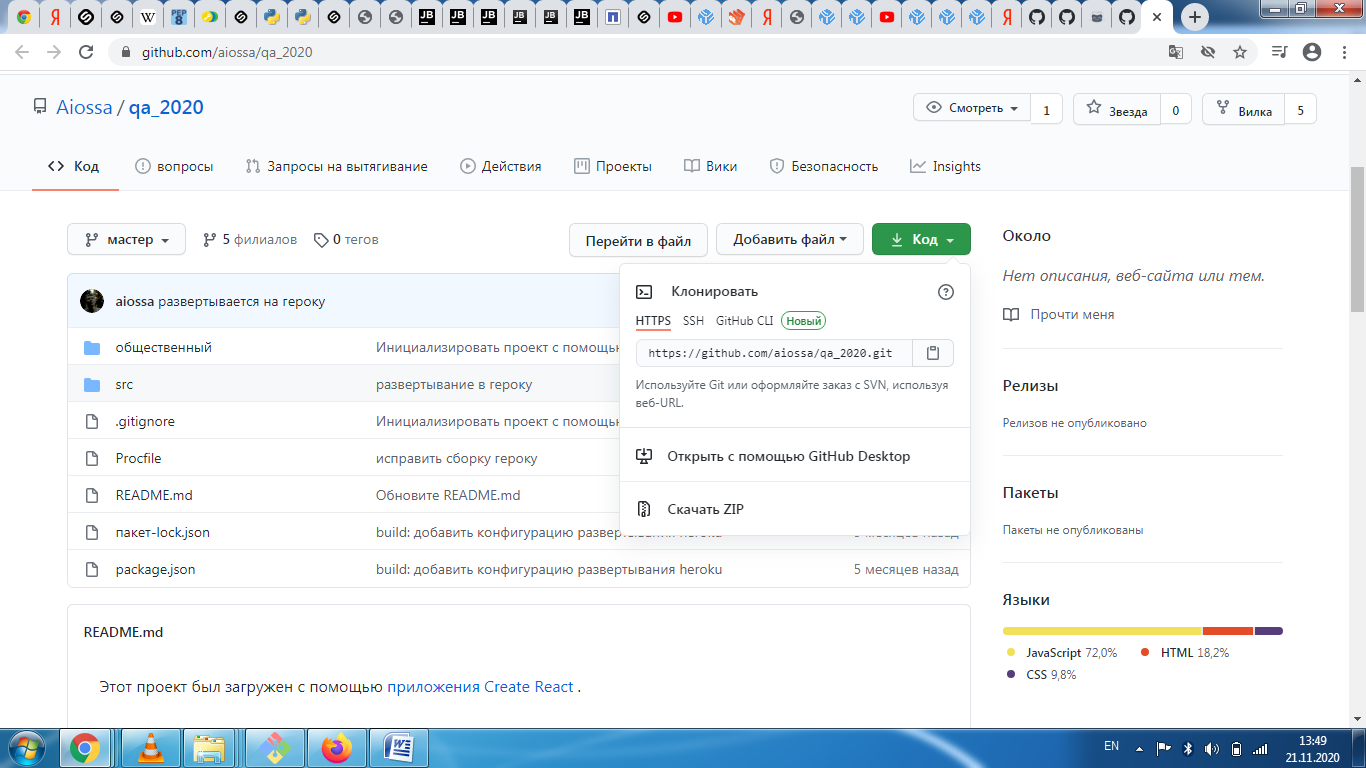 github.com/aiossa/qa_2020
Aiossa / qa_2020
Смотреть 1 Звезда 0 Вилка 5
Код вопросы Запросы на вытягивание Действия Проекты Вики Безопасность Insights
мастер 5 филиалов 0 тегов Перейти в файл Добавить файл Код
aiossa развертывается на героку
общественный Инициализировать проект с помощью
src развертывание в героку
.gitignore Инициализировать проект с помощью
Procfile исправить сборку героку
README.md Обновите README.md
пакет-lock.json build: добавить конфигурацию развертывания heroku 5 месяцев назад
package.json build: добавить конфигурацию развертывания heroku 5 месяцев назад
Клонировать
HTTPS SSH GitHub CLI Новый
https://github.com/aiossa/qa_2020.git
Используйте Git или оформляйте заказ с SVN, используя
веб-URL.
Открыть с помощью GitHub Desktop
Скачать ZIP
README.md
Этот проект был загружен с помощью приложения Create React .
Около
Нет описания, веб-сайта или тем.
Прочти меня
Релизы
Релизов не опубликовано
Пакеты
Пакеты не опубликованы
Языки
JavaScript 72,0% HTML 18,2%
CSS 9,8%
EN 13:49
21.11.2020